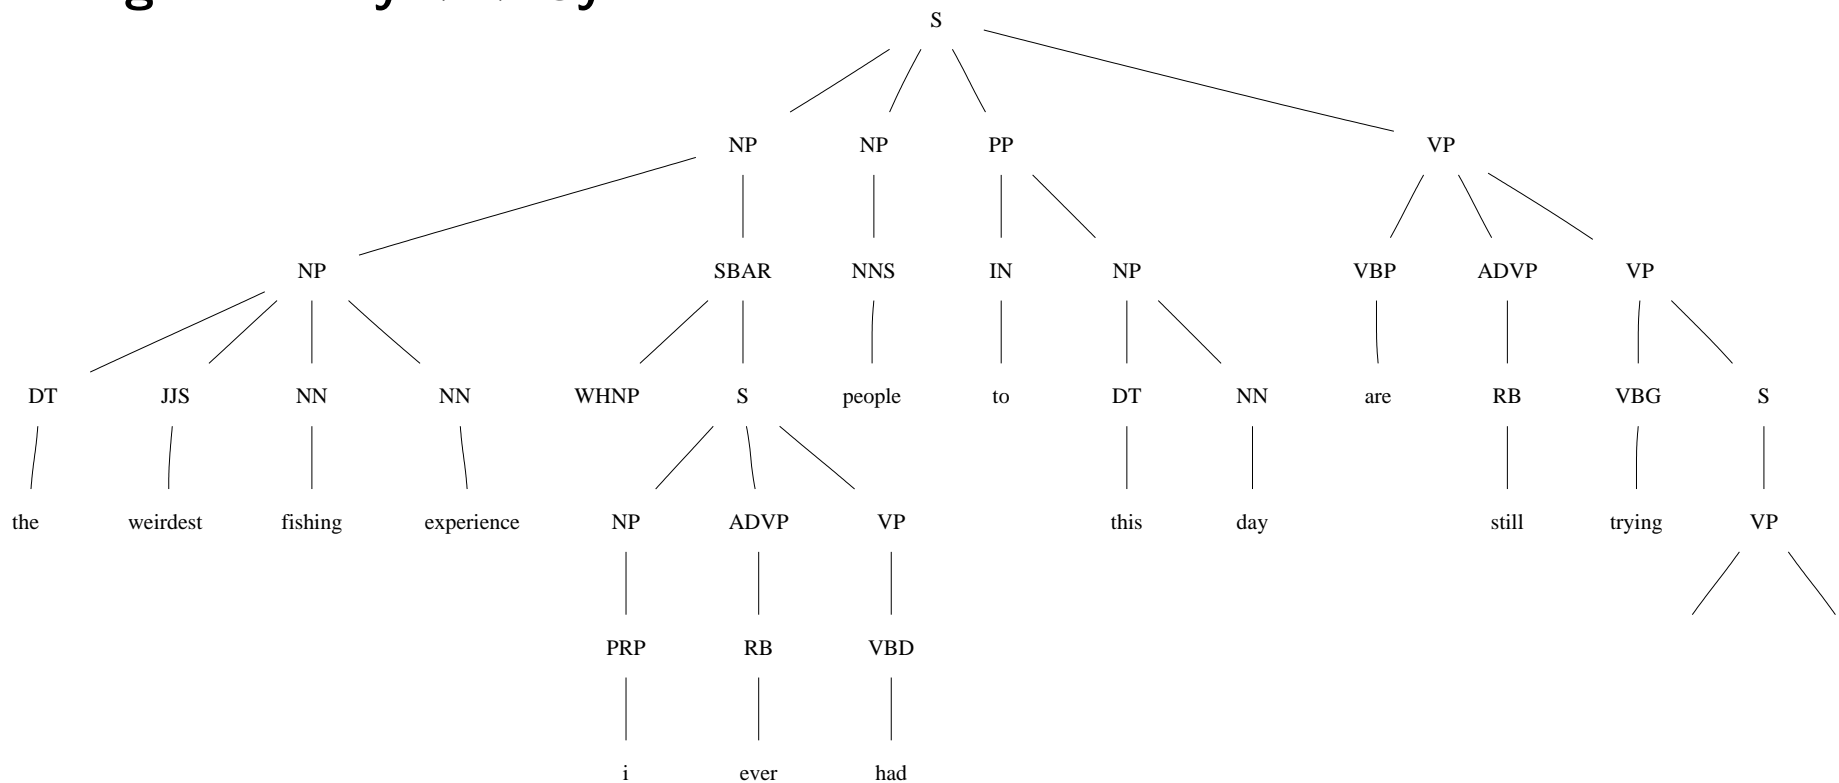 S
NP NP PP VP
NP SBAR NNS IN NP VBP ADVP VP
DT JJS NN NN WHNP S people to DT NN are RB VBG S
the weirdest fishing experience NP ADVP VP this day still trying VP
PRP RB VBD
i ever had